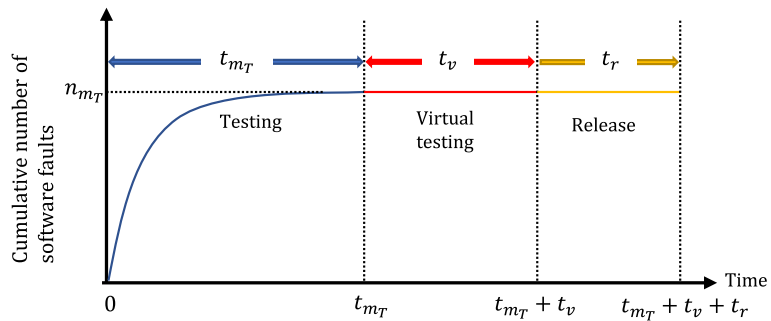 Cumulative number of
software faults
t_{m_T}
t_v
t_r
n_{m_T}
Testing
Virtual
testing
Release
Time
0
t_{m_T}
t_{m_T} + t_v
t_{m_T} + t_v + t_r